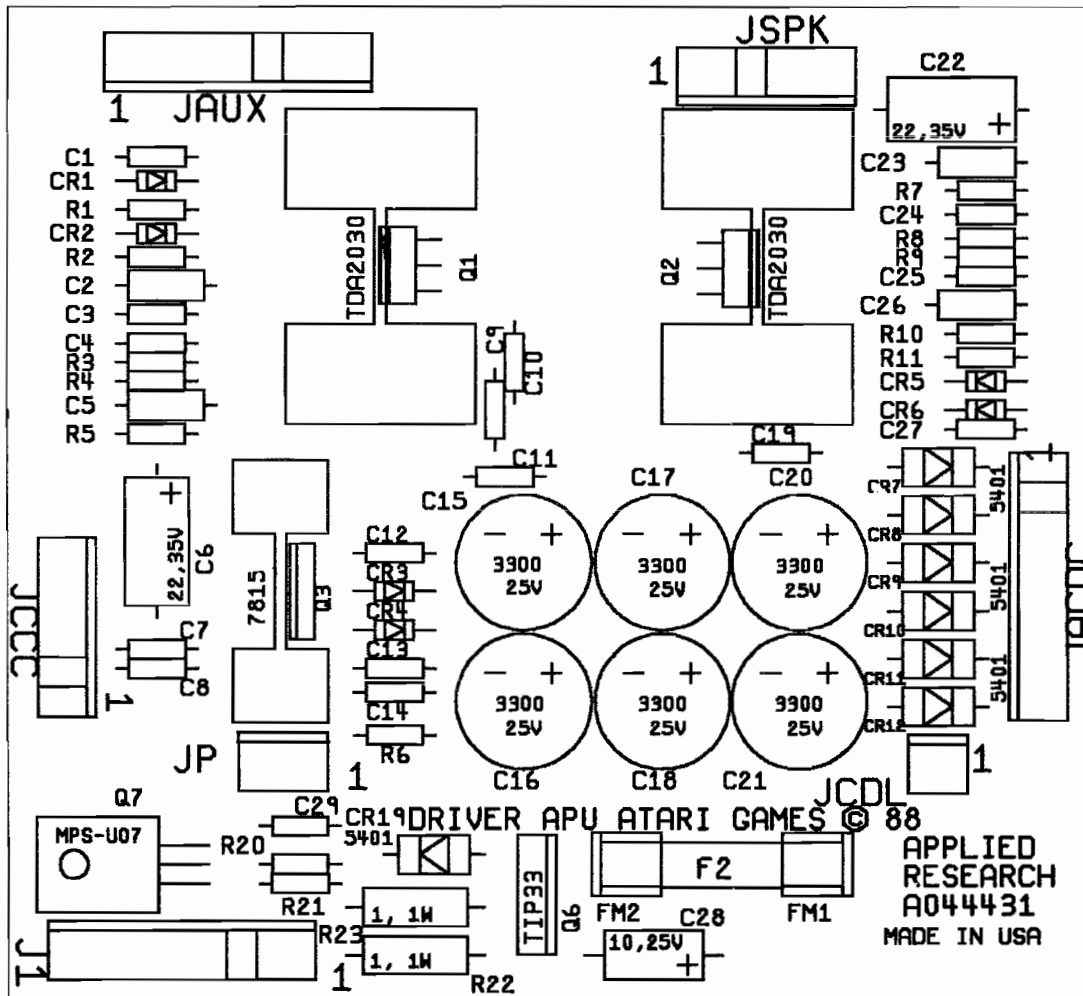 JSPK
1
C22
22,35V
+
1 JAUX
C1
CR1
R1
CR2
R2
C2
C3
C4
R3
R4
C5
R5
TDA2030
Q1
C9
C10
Q2
TDA2030
C23
R7
C24
R8
R9
C25
C26
R10
R11
CR5
CR6
C27
C19
C11
C15
C17
C20
+
22,35V
C6
C7
C8
JCCC
1
7815
Q3
C12
CR3
CR4
C13
C14
R6
- +
3300
25V
- +
3300
25V
- +
3300
25V
- +
3300
25V
- +
3300
25V
- +
3300
25V
C16
C18
C21
CR7
CR8
CR9
CR10
CR11
CR12
5401
5401
5401
1
JP
1
1
JCDL
Q7
MPS-U07
C29
R20
R21
CR19
5401
DRIVER APU ATARI GAMES © 88
APPLIED
RESEARCH
A044431
MADE IN USA
TIP33
Q6
F2
FM2
FM1
C28
10,25V
+
R23
1, 1W
1, 1W
R22
J1
1